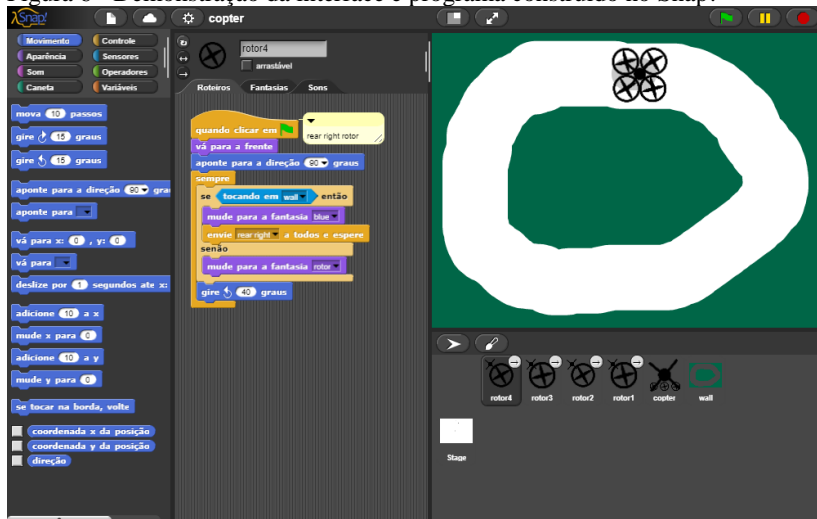 Figura 6 - Demonstração da interface e programa construído no Snap!
Snap!
copter
Movimento
Controle
Aparência
Sensores
Som
Operadores
Caneta
Variáveis
mova 10 passos
gire 15 graus
gire 15 graus
aponte para a direção 90 gra
aponte para
vá para x: 0 , y: 0
vá para
deslize por 1 segundos ate x:
adicione 10 a x
mude x para 0
adicione 10 a y
mude y para 0
se tocar na borda, volte
coordenada x da posição
coordenada y da posição
direção
rotor4
arrastável
Roteiros Fantasias Sons
quando clicar em
rear right rotor
vá para a frente
aponte para a direção 90 graus
sempre
se tocando em wall então
mude para a fantasia blue
envie rear right a todos e espere
senão
mude para a fantasia rotor
gire 40 graus
rotor4 rotor3 rotor2 rotor1 copter wall
Stage